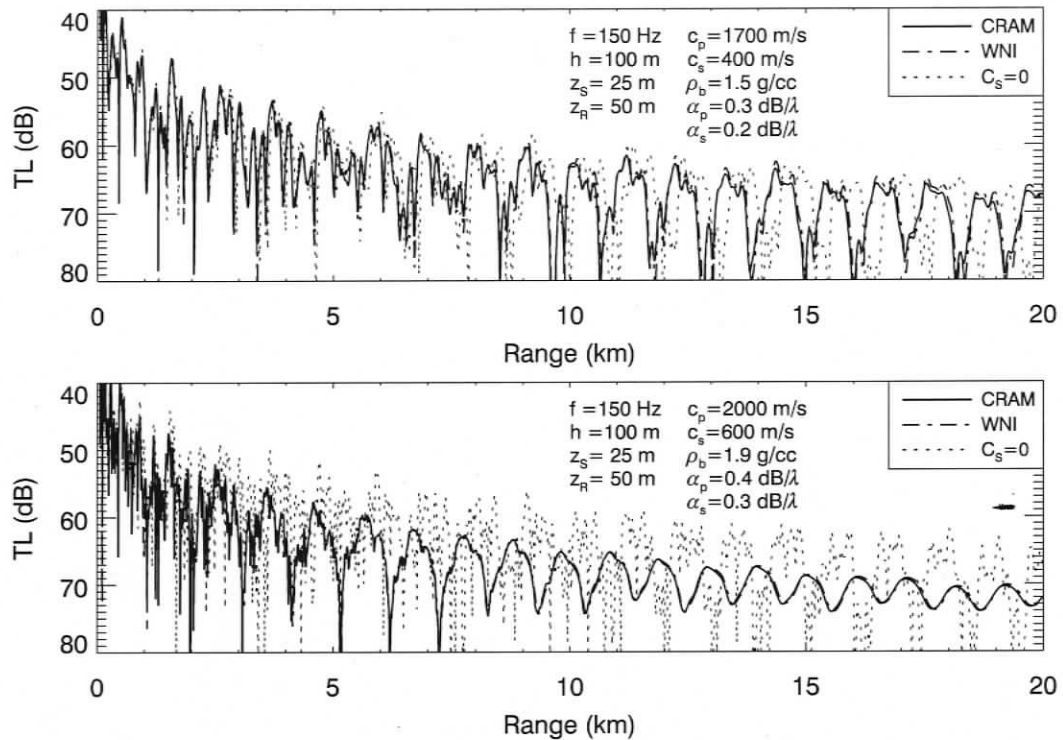 40
50
60
70
80
TL (dB)
f = 150 Hz c_p = 1700 m/s
h = 100 m c_s = 400 m/s
z_S = 25 m ρ_b = 1.5 g/cc
z_R = 50 m α_p = 0.3 dB/λ
α_s = 0.2 dB/λ
CRAM
WNI
C_s=0
0 5 10 15 20
Range (km)
40
50
60
70
80
TL (dB)
f = 150 Hz c_p = 2000 m/s
h = 100 m c_s = 600 m/s
z_S = 25 m ρ_b = 1.9 g/cc
z_R = 50 m α_p = 0.4 dB/λ
α_s = 0.3 dB/λ
CRAM
WNI
C_s=0
0 5 10 15 20
Range (km)